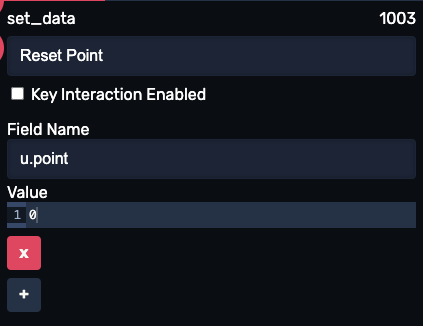 set_data 1003
Reset Point
Key Interaction Enabled
Field Name
u.point
Value
1 0
x
+